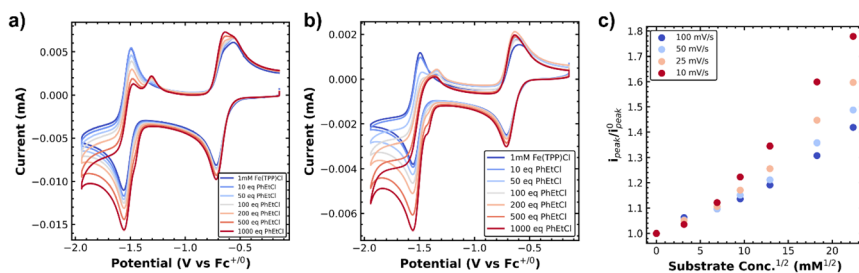 a)
0.005
0.000
−0.005
−0.010
−0.015
Current (mA)
1mM Fe(TPP)Cl
10 eq PhEtCl
50 eq PhEtCl
100 eq PhEtCl
200 eq PhEtCl
500 eq PhEtCl
1000 eq PhEtCl
−2.0 −1.5 −1.0 −0.5 0.0
Potential (V vs Fc+/0)
b)
0.004
0.002
0.000
−0.002
−0.004
−0.006
Current (mA)
1mM Fe(TPP)Cl
10 eq PhEtCl
50 eq PhEtCl
100 eq PhEtCl
200 eq PhEtCl
500 eq PhEtCl
1000 eq PhEtCl
−2.0 −1.5 −1.0 −0.5 0.0
Potential (V vs Fc+/0)
c)
1.8
1.7
1.6
1.5
1.4
1.3
1.2
1.1
1.0
ipeak/i0peak
100 mV/s
50 mV/s
25 mV/s
10 mV/s
0 5 10 15 20
Substrate Conc.1/2 (mM1/2)